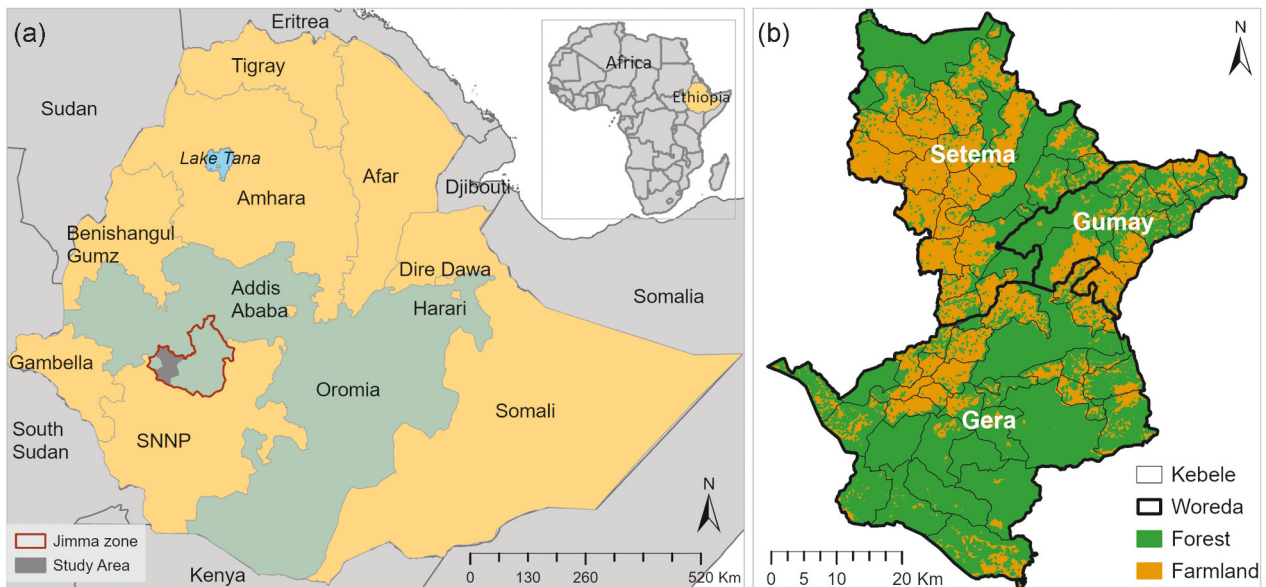 (a)
Eritrea
Tigray
Sudan
Lake Tana
Amhara
Afar
Djibouti
Benishangul
Gumz
Dire Dawa
Addis
Ababa
Harari
Somalia
Gambella
Oromia
Somali
South
Sudan
SNNP
Kenya
Jimma zone
Study Area
N
0 130 260 520 Km
Africa
Ethiopia
(b)
N
Setema
Gumay
Gera
Kebele
Woreda
Forest
Farmland
0 5 10 20 Km